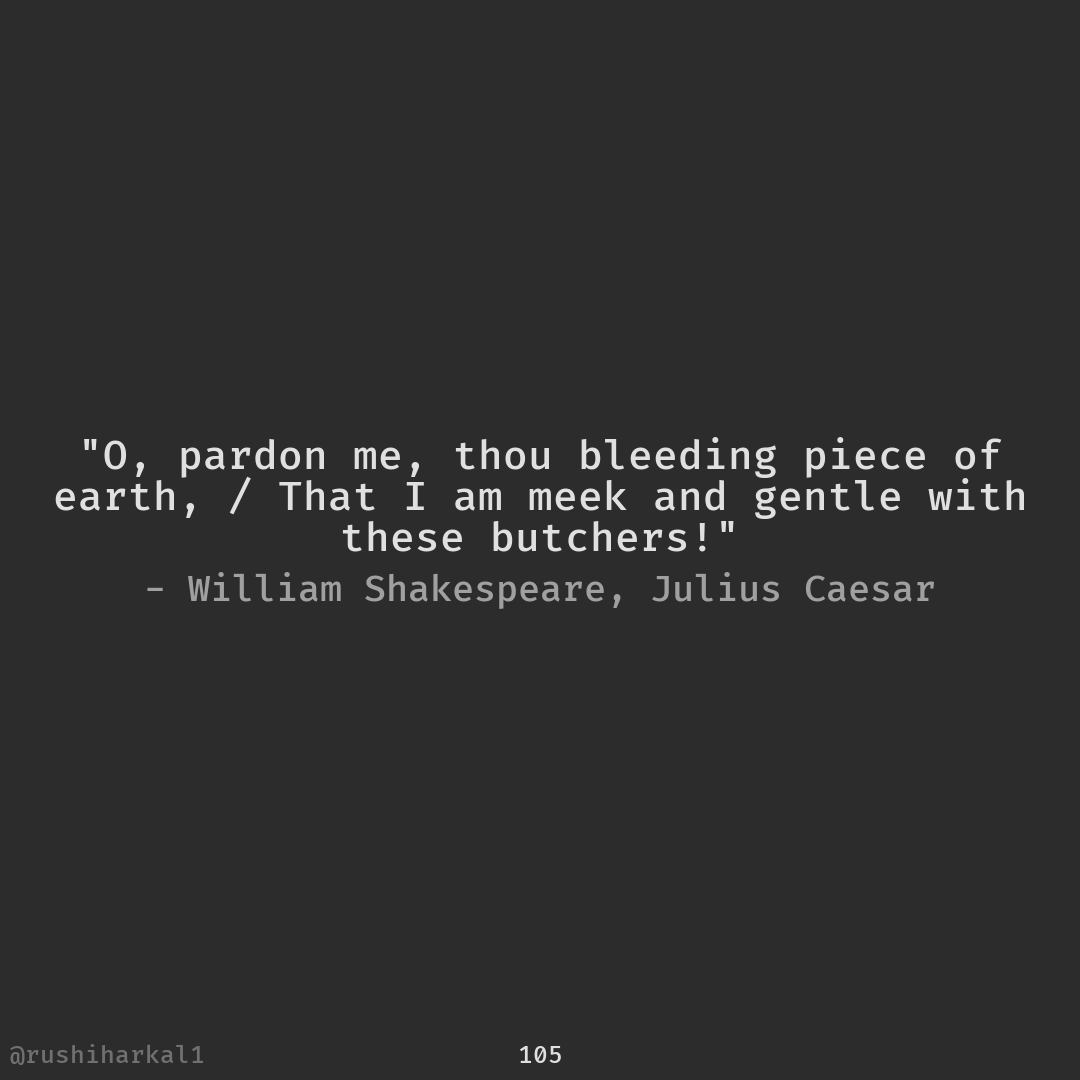 "O, pardon me, thou bleeding piece of
earth, / That I am meek and gentle with
these butchers!"
– William Shakespeare, Julius Caesar
@rushiharkal1
105